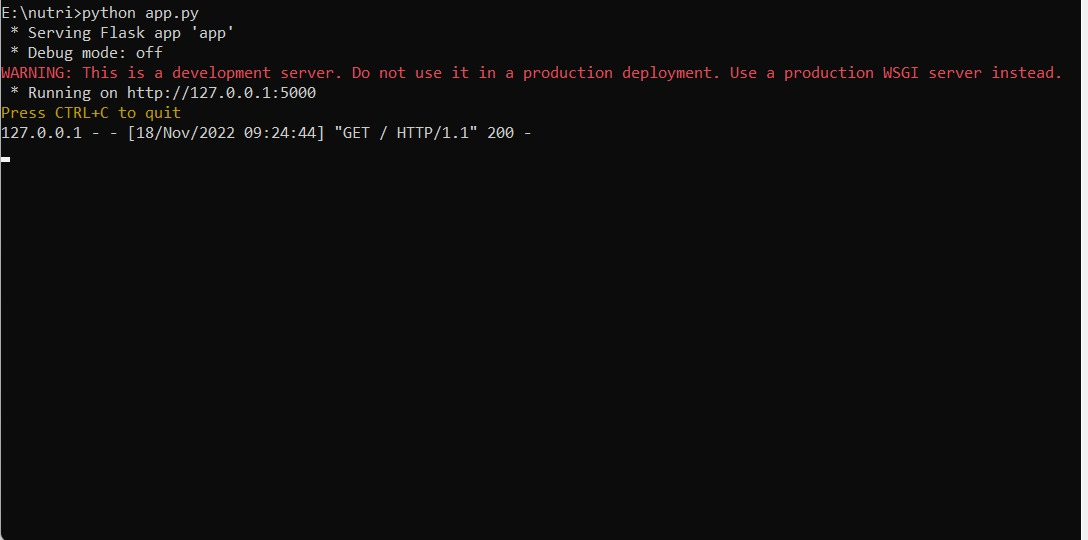 E:\nutri>python app.py
 * Serving Flask app 'app'
 * Debug mode: off
WARNING: This is a development server. Do not use it in a production deployment. Use a production WSGI server instead.
 * Running on http://127.0.0.1:5000
Press CTRL+C to quit
127.0.0.1 - - [18/Nov/2022 09:24:44] "GET / HTTP/1.1" 200 -